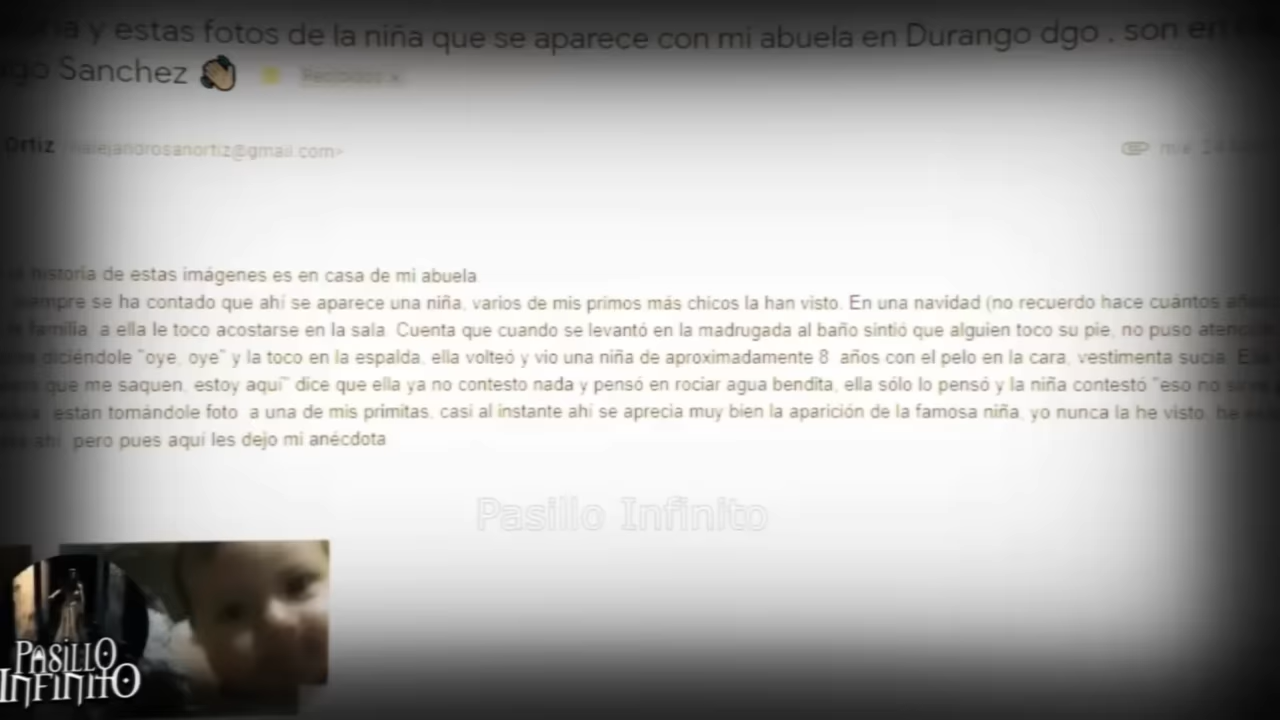 y estas fotos de la niña que se aparece con mi abuela en Durango dgo . son en
Sanchez
Recibidos x
Ortiz alejandrosanortiz@gmail.com>
historia de estas imágenes es en casa de mi abuela
siempre se ha contado que ahí se aparece una niña, varios de mis primos más chicos la han visto. En una navidad (no recuerdo hace cuántos años
familia a ella le toco acostarse en la sala. Cuenta que cuando se levantó en la madrugada al baño sintió que alguien toco su pie, no puso
diciéndole "oye, oye" y la toco en la espalda, ella volteó y vio una niña de aproximadamente 8 años con el pelo en la cara, vestimenta sucia.
que me saquen, estoy aquí" dice que ella ya no contesto nada y pensó en rociar agua bendita, ella sólo lo pensó y la niña contestó "eso no
estan tomándole foto a una de mis primitas, casi al instante ahí se aprecia muy bien la aparición de la famosa niña, yo nunca la he visto,
ahi pero pues aquí les dejo mi anécdota
Pasillo Infinito
PASILLO
INFINITO